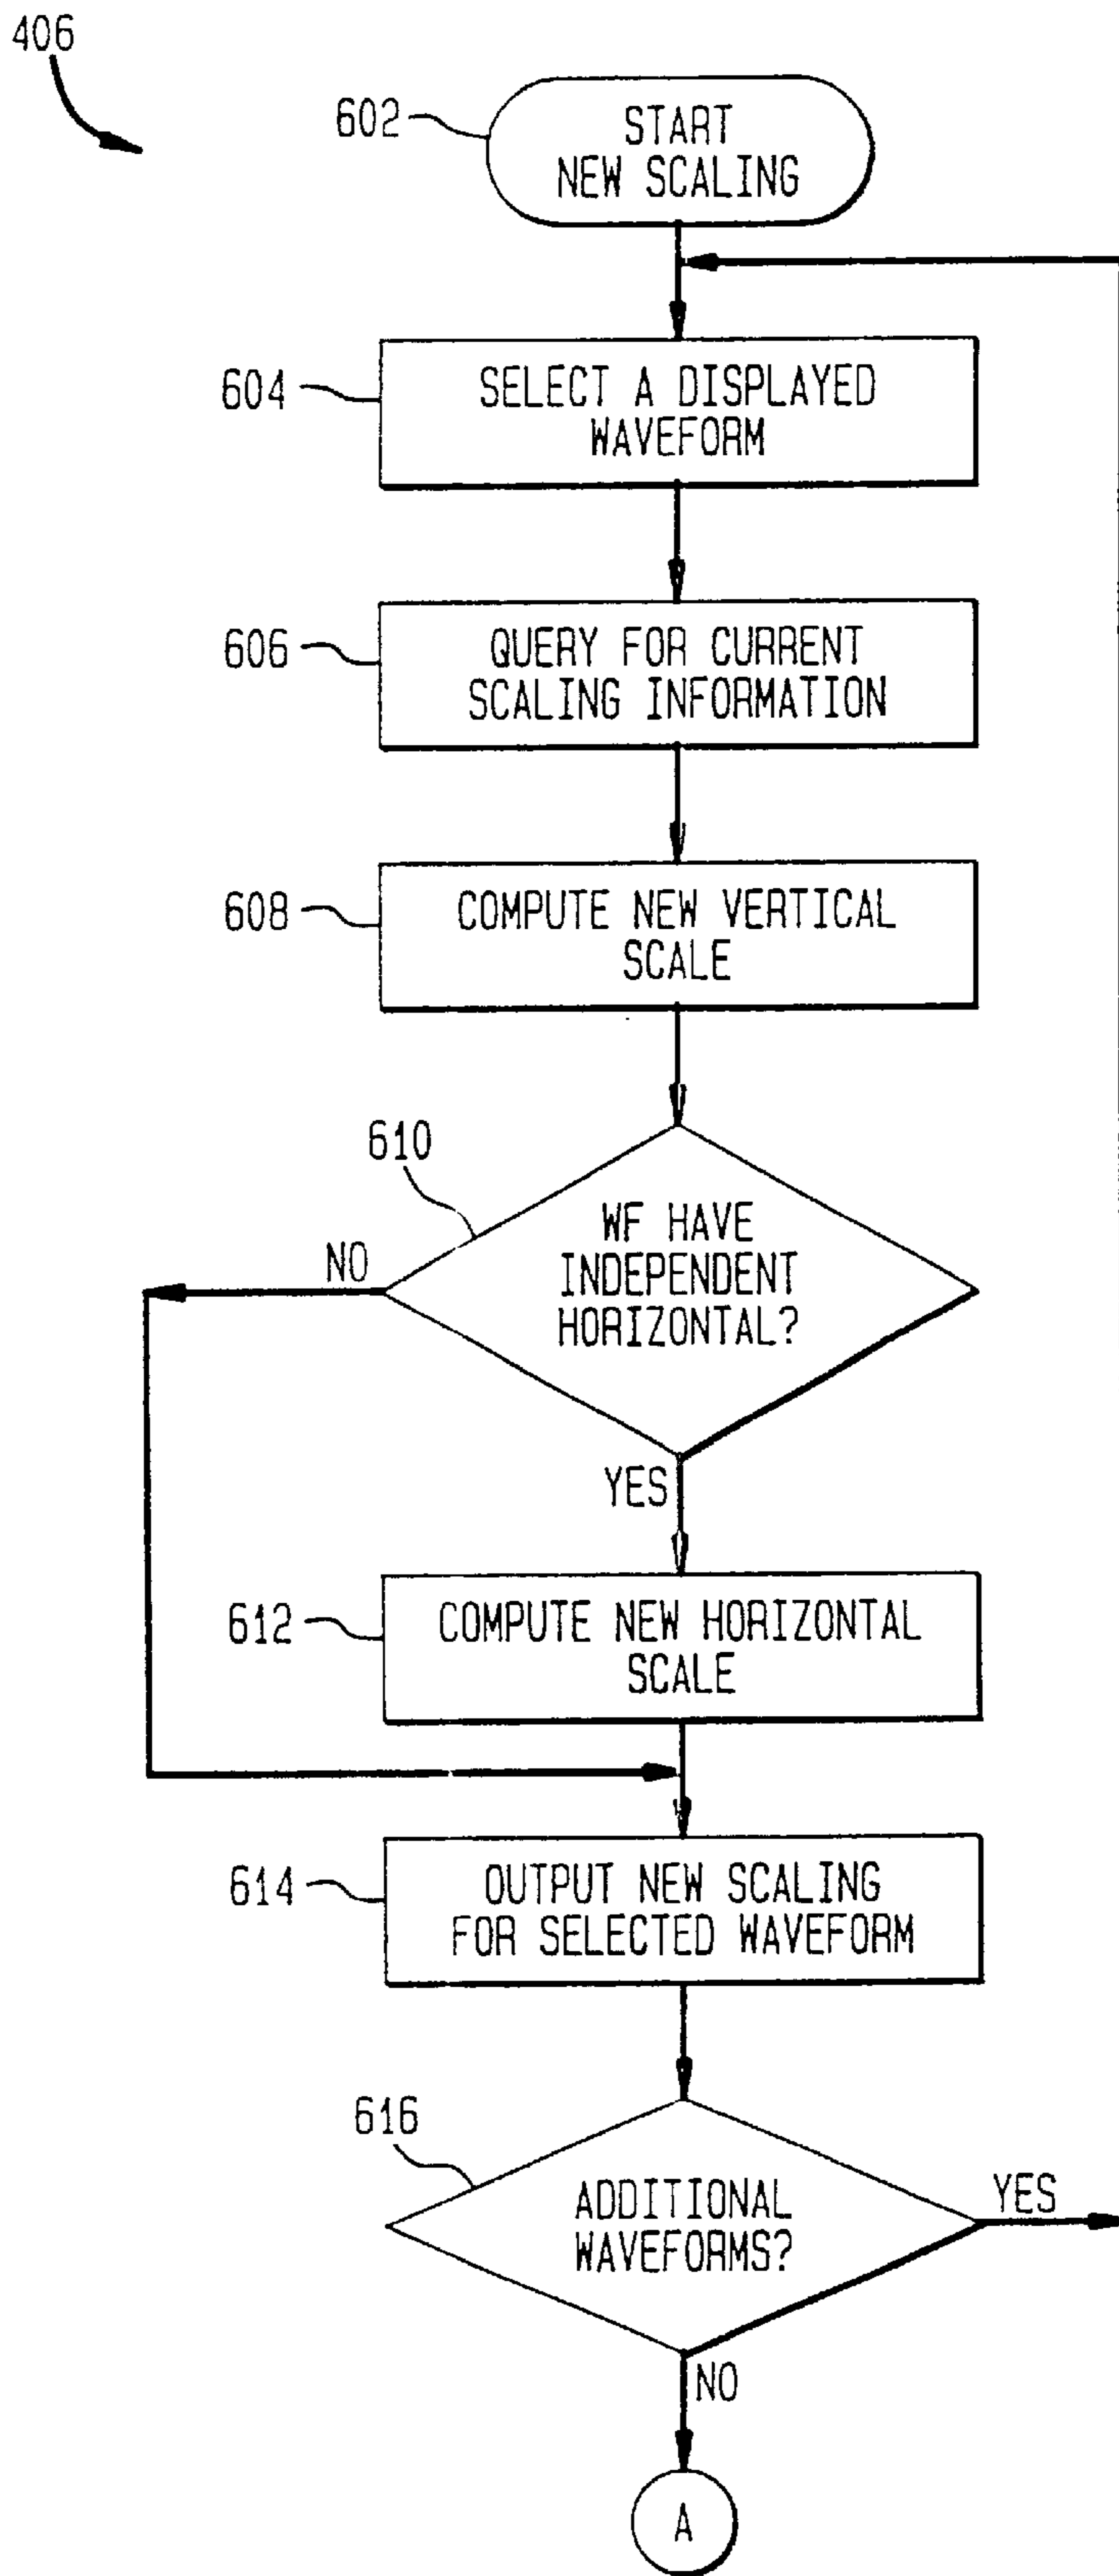 406
602
START
NEW SCALING
604
SELECT A DISPLAYED
WAVEFORM
606
QUERY FOR CURRENT
SCALING INFORMATION
608
COMPUTE NEW VERTICAL
SCALE
610
WF HAVE
INDEPENDENT
HORIZONTAL?
NO
YES
612
COMPUTE NEW HORIZONTAL
SCALE
614
OUTPUT NEW SCALING
FOR SELECTED WAVEFORM
616
ADDITIONAL
WAVEFORMS?
YES
NO
A